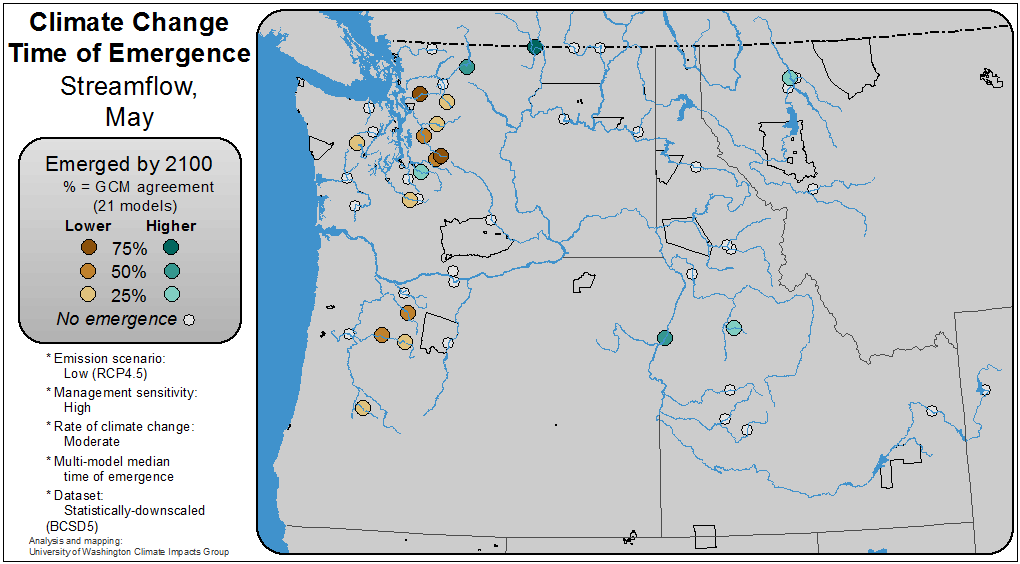 Climate Change
Time of Emergence
Streamflow,
May
Emerged by 2100
% = GCM agreement
(21 models)
Lower Higher
75%
50%
25%
No emergence
* Emission scenario:
Low (RCP4.5)
* Management sensitivity:
High
* Rate of climate change:
Moderate
* Multi-model median
time of emergence
* Dataset:
Statistically-downscaled
(BCSD5)
Analysis and mapping:
University of Washington Climate Impacts Group